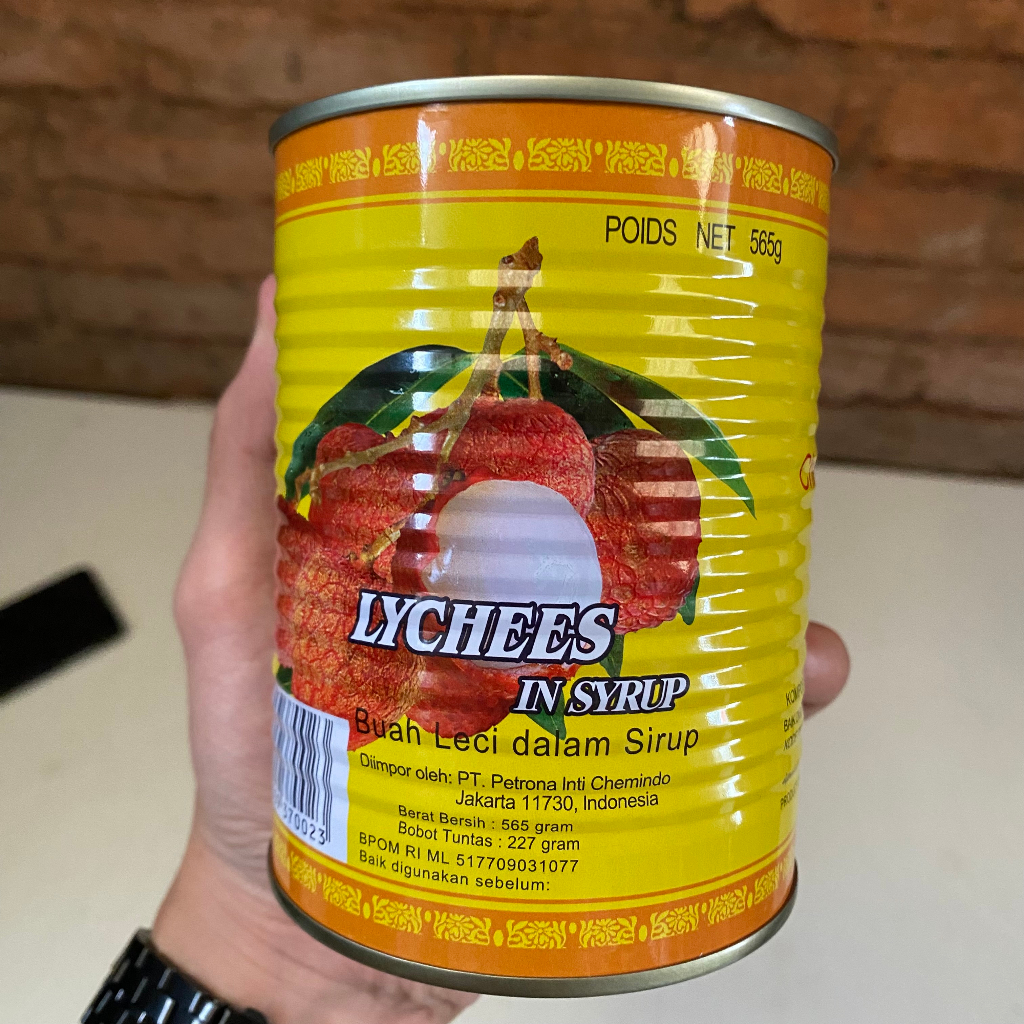 POIDS NET 565g
LYCHEES
IN SYRUP
Buah Leci dalam Sirup
Diimpor oleh: PT. Petrona Inti Chemindo
Jakarta 11730, Indonesia
Berat Bersih : 565 gram
Bobot Tuntas : 227 gram
BPOM RI ML 517709031077
Baik digunakan sebelum:
370023